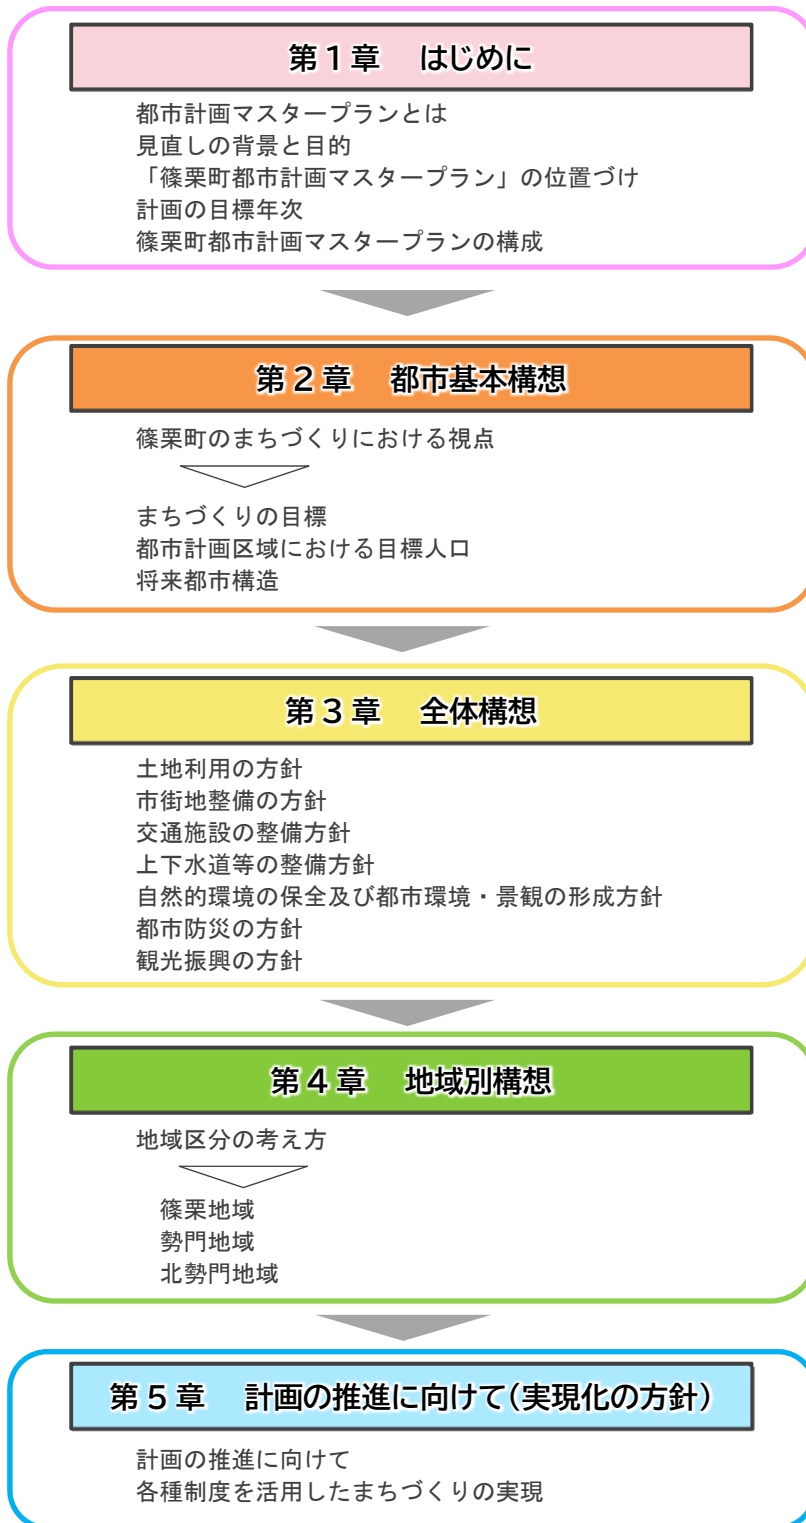 第1章　はじめに
都市計画マスタープランとは
見直しの背景と目的
「篠栗町都市計画マスタープラン」の位置づけ
計画の目標年次
篠栗町都市計画マスタープランの構成
第2章　都市基本構想
篠栗町のまちづくりにおける視点
まちづくりの目標
都市計画区域における目標人口
将来都市構造
第3章　全体構想
土地利用の方針
市街地整備の方針
交通施設の整備方針
上下水道等の整備方針
自然的環境の保全及び都市環境・景観の形成方針
都市防災の方針
観光振興の方針
第4章　地域別構想
地域区分の考え方
篠栗地域
勢門地域
北勢門地域
第5章　計画の推進に向けて(実現化の方針)
計画の推進に向けて
各種制度を活用したまちづくりの実現